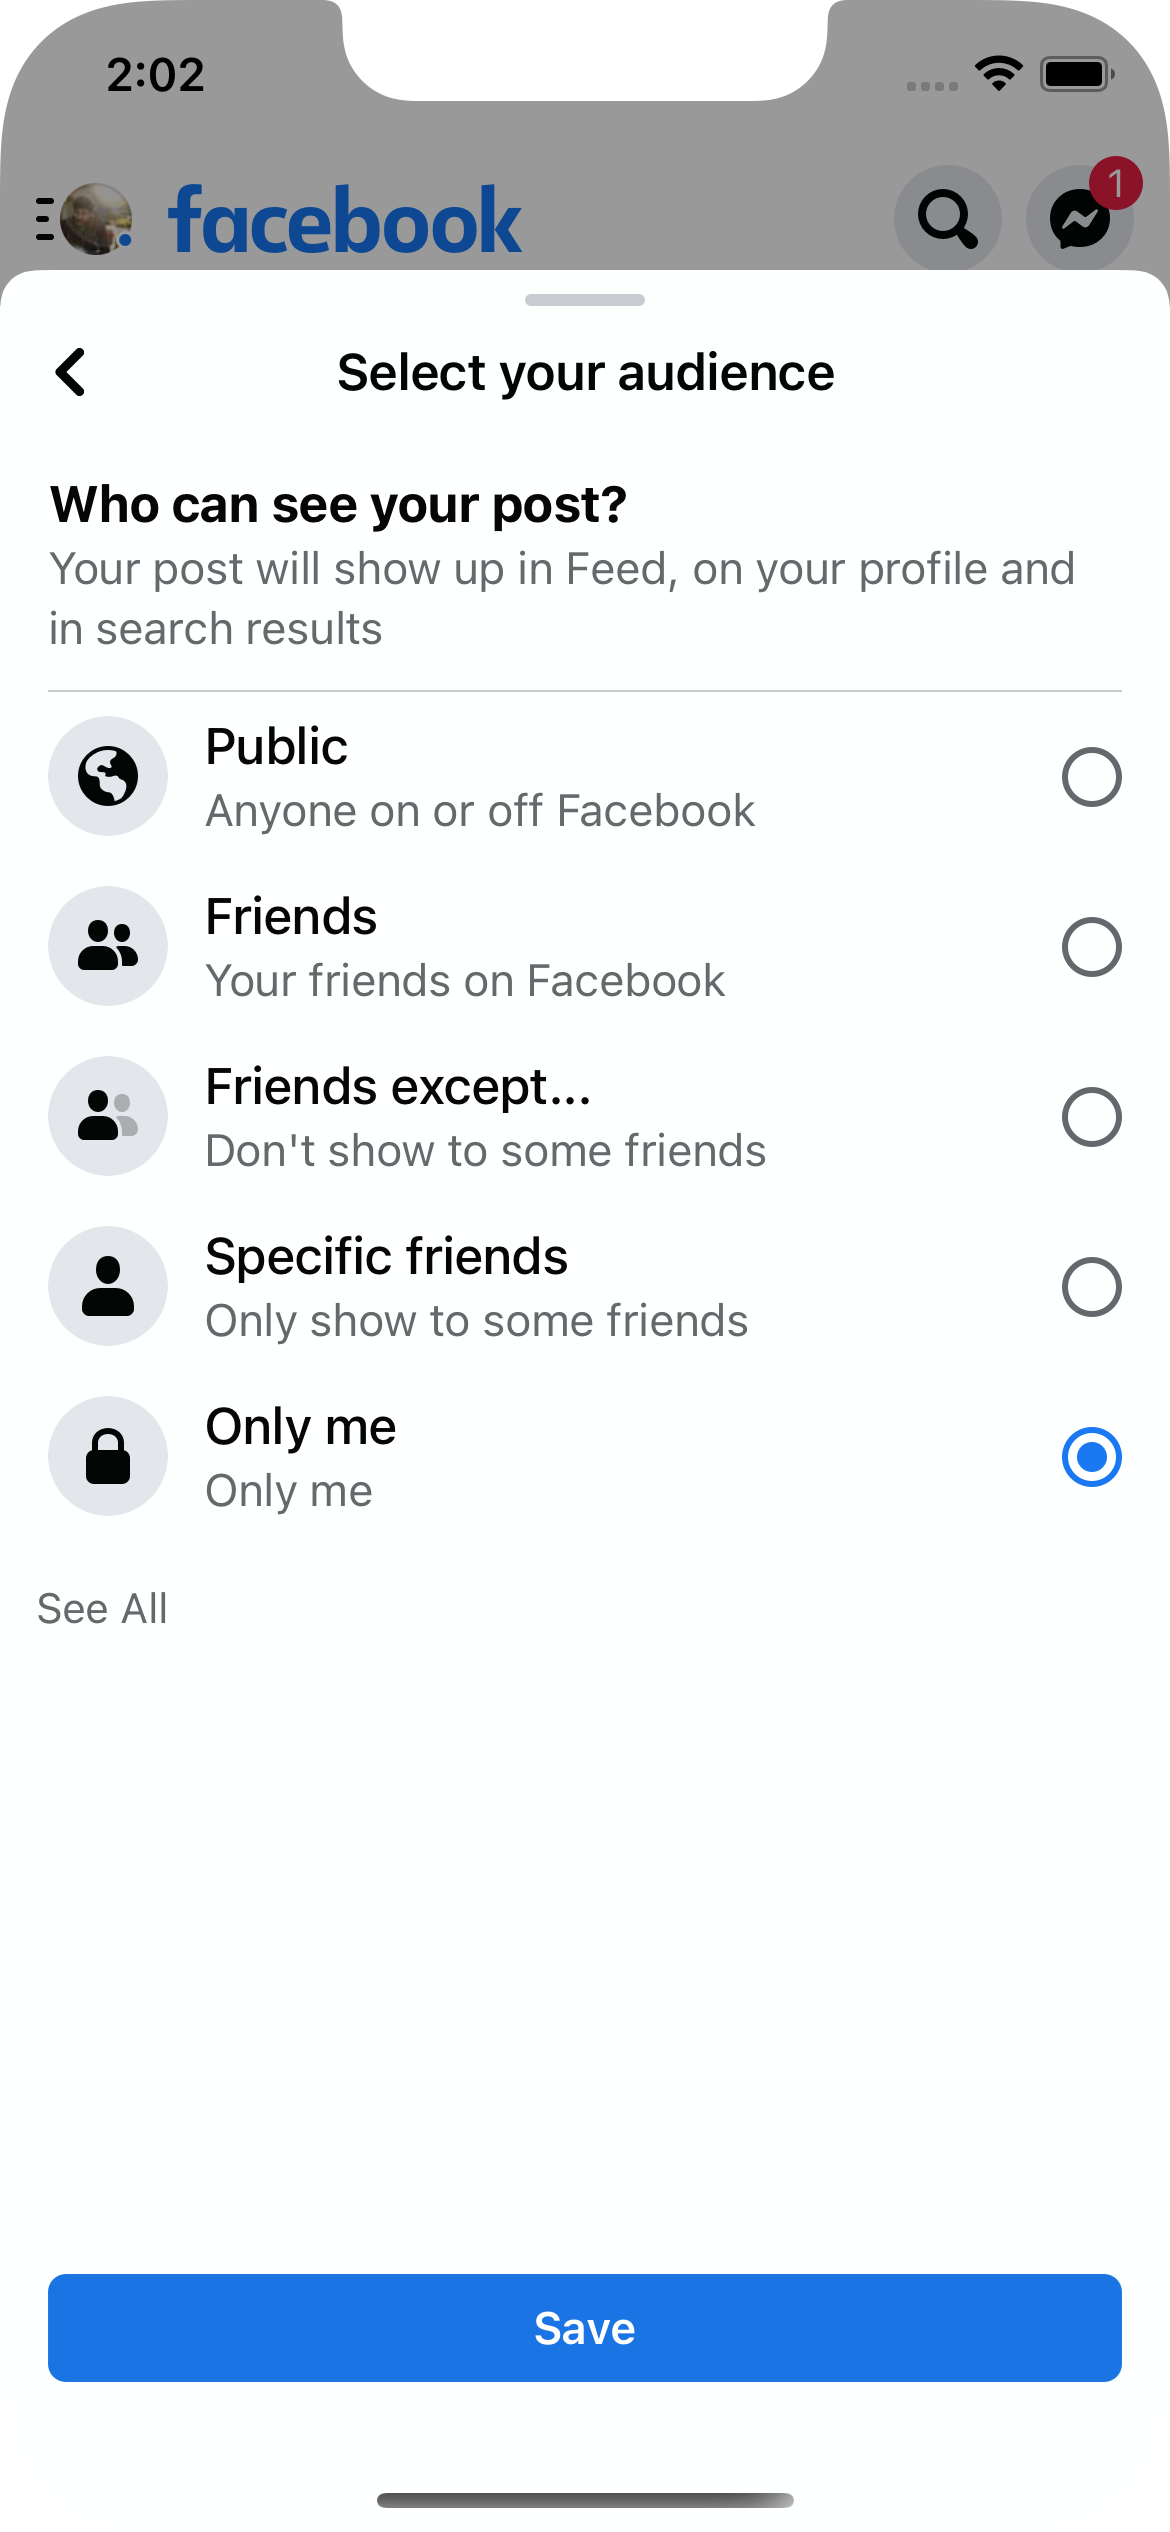 2:02
facebook
1
Select your audience
Who can see your post?
Your post will show up in Feed, on your profile and
in search results
Public
Anyone on or off Facebook
Friends
Your friends on Facebook
Friends except...
Don't show to some friends
Specific friends
Only show to some friends
Only me
Only me
See All
Save